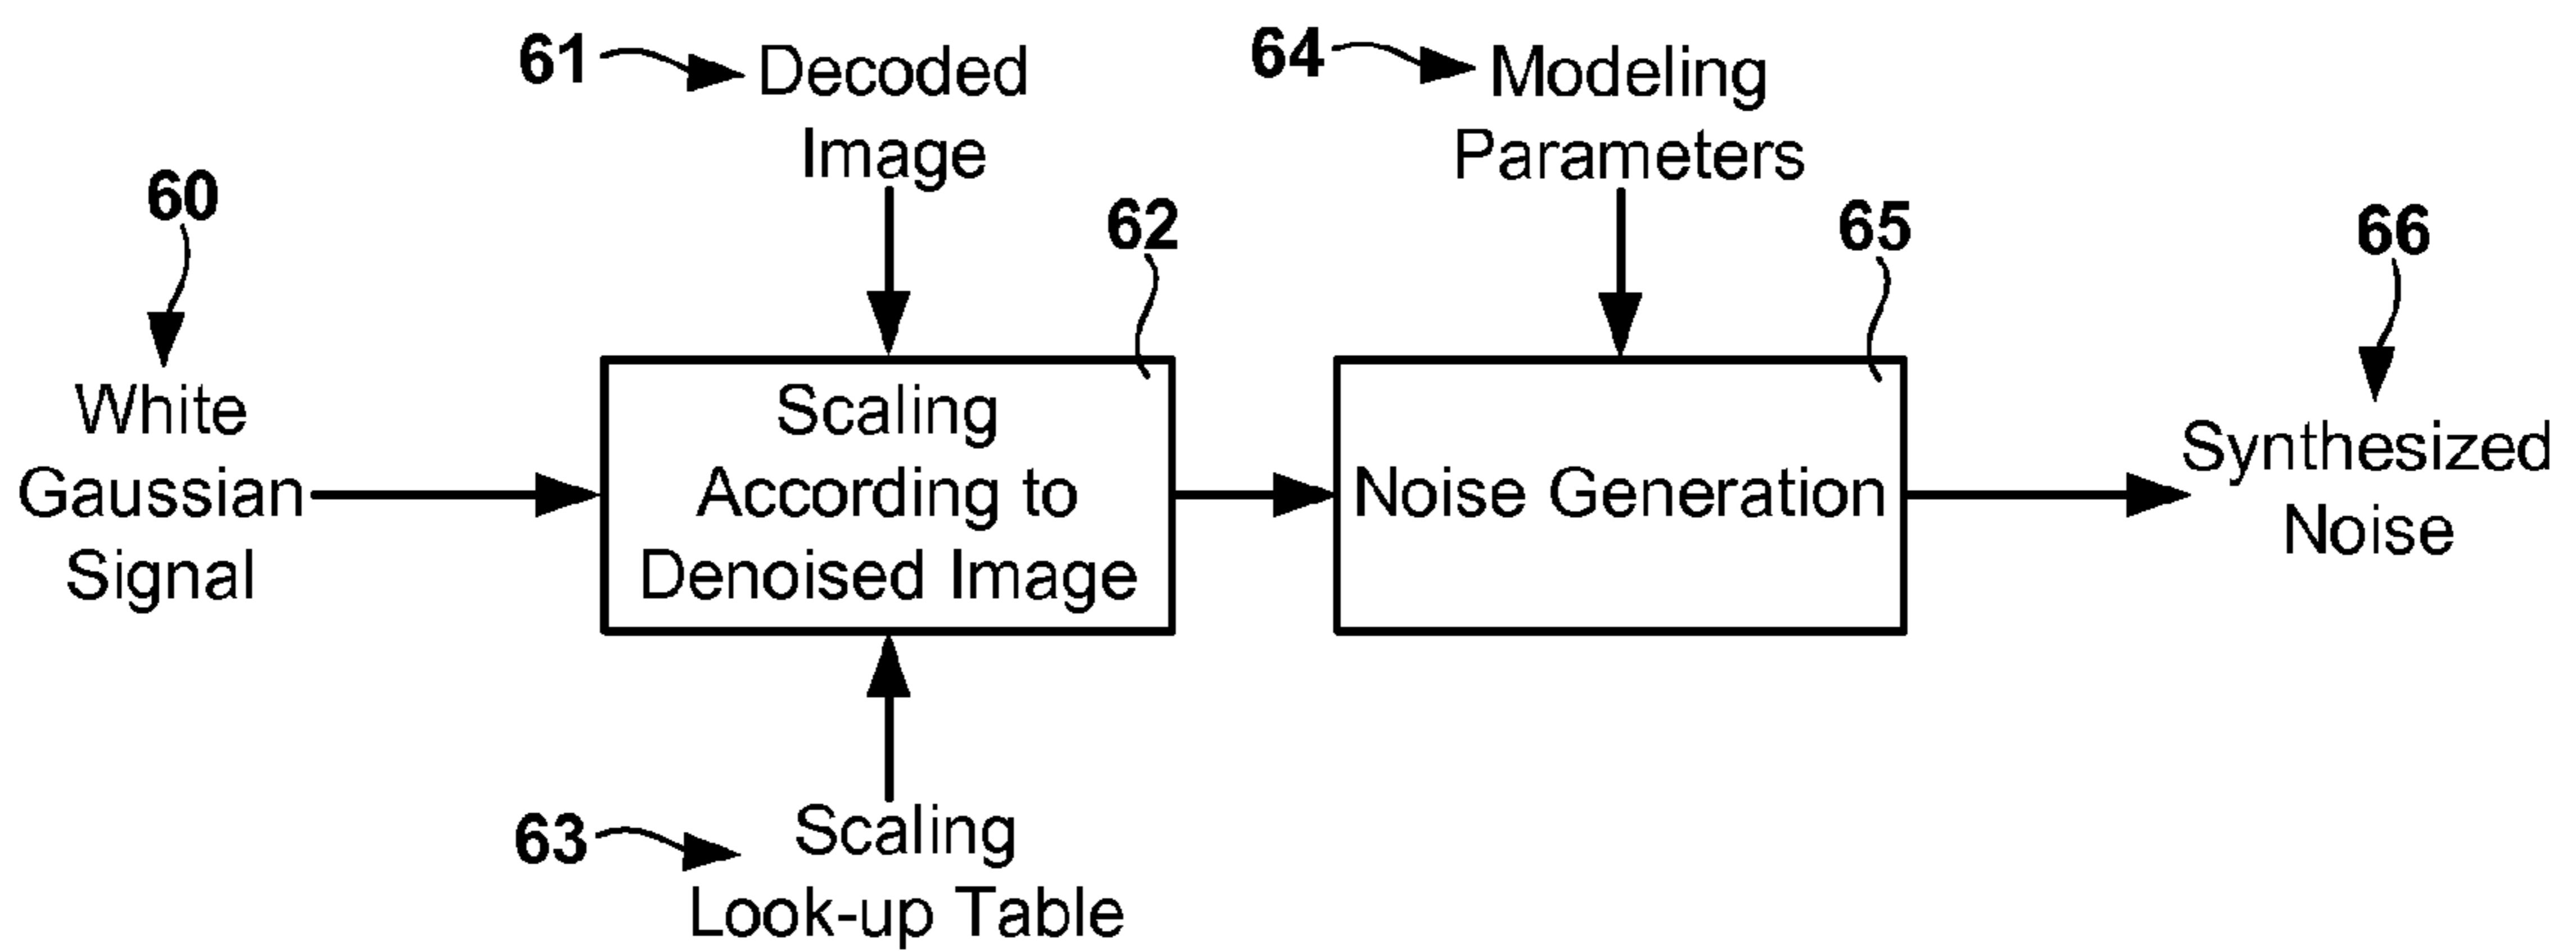 61
Decoded
Image
64
Modeling
Parameters
60
62
65
66
White
Gaussian
Signal
Scaling
According to
Denoised Image
Noise Generation
Synthesized
Noise
63
Scaling
Look-up Table